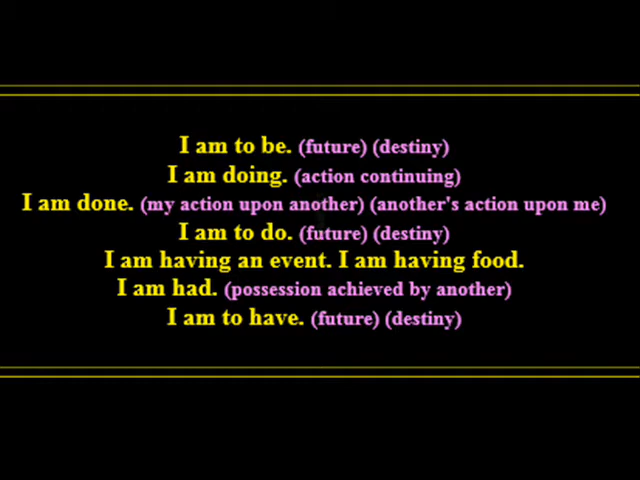 I am to be. (future) (destiny)
I am doing. (action continuing)
I am done. (my action upon another) (another's action upon me)
I am to do. (future) (destiny)
I am having an event. I am having food.
I am had. (possession achieved by another)
I am to have. (future) (destiny)